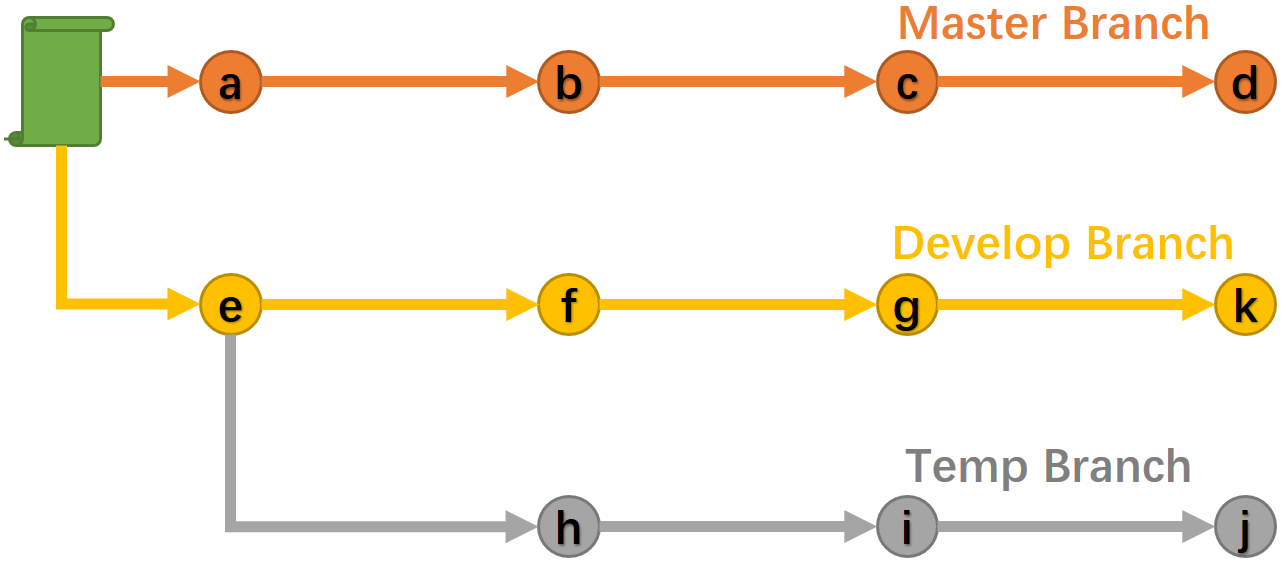 Master Branch
a b c d
Develop Branch
e f g k
Temp Branch
h i j